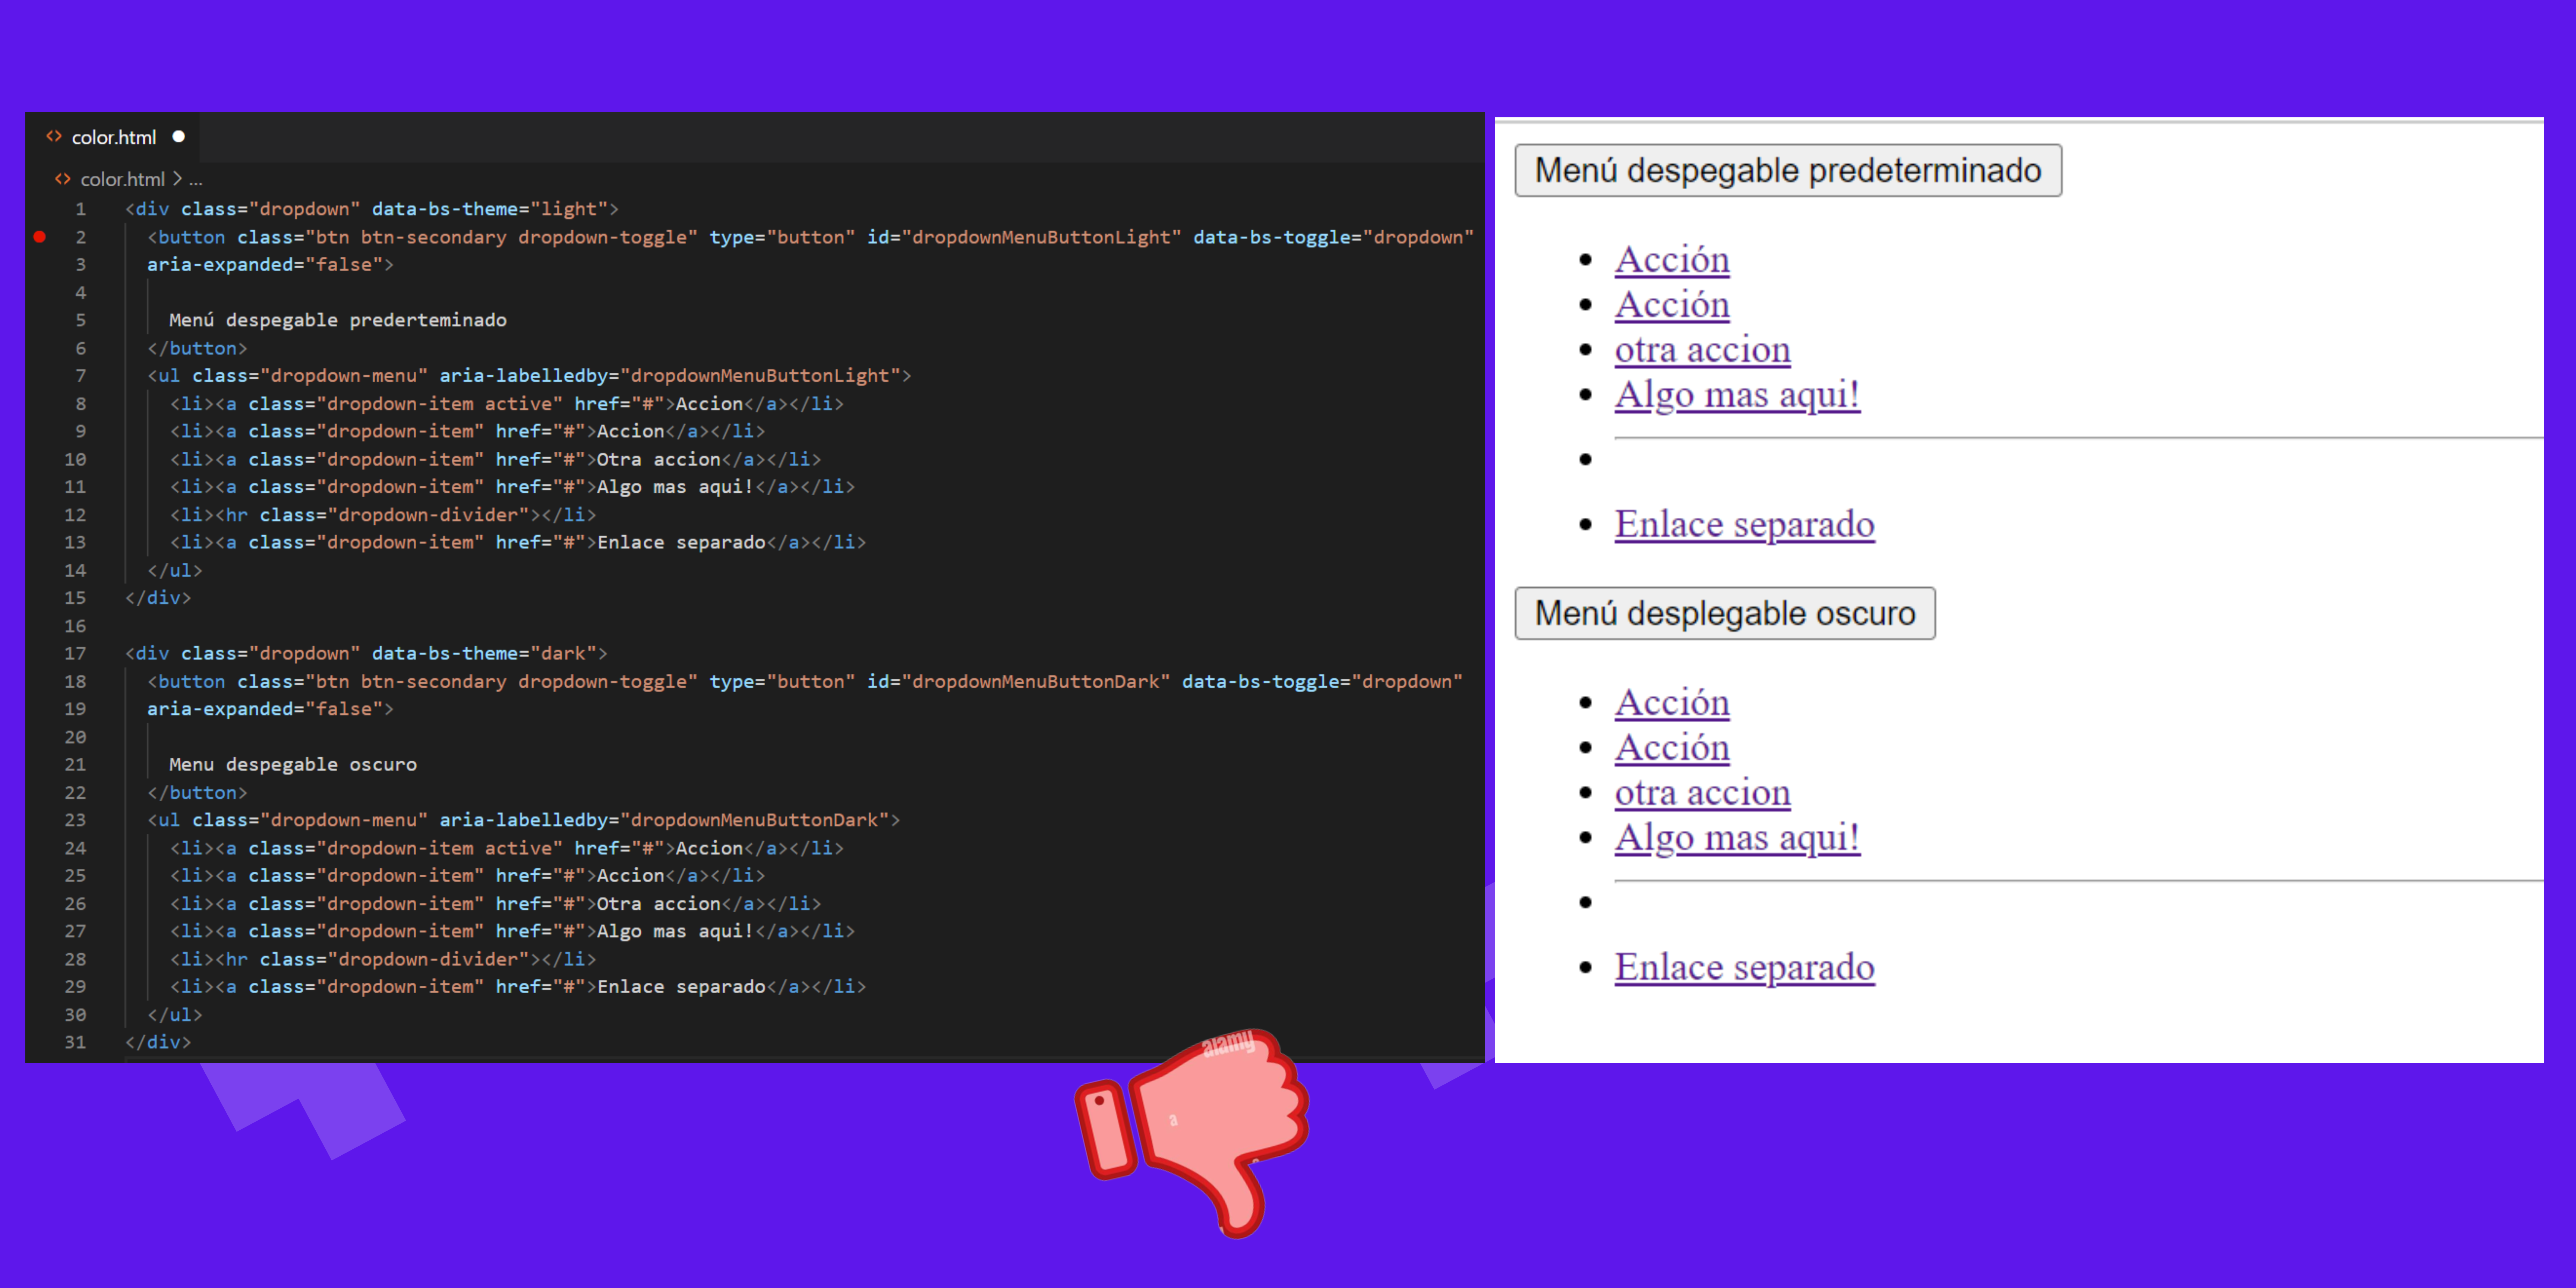 color.html
color.html > ...
1 <div class="dropdown" data-bs-theme="light">
2 <button class="btn btn-secondary dropdown-toggle" type="button" id="dropdownMenuButtonLight" data-bs-toggle="dropdown"
3 aria-expanded="false">
4
5 Menú despegable prederteminado
6 </button>
7 <ul class="dropdown-menu" aria-labelledby="dropdownMenuButtonLight">
8 <li><a class="dropdown-item active" href="#">Accion</a></li>
9 <li><a class="dropdown-item" href="#">Accion</a></li>
10 <li><a class="dropdown-item" href="#">Otra accion</a></li>
11 <li><a class="dropdown-item" href="#">Algo mas aqui!</a></li>
12 <li><hr class="dropdown-divider"></li>
13 <li><a class="dropdown-item" href="#">Enlace separado</a></li>
14 </ul>
15 </div>
16
17 <div class="dropdown" data-bs-theme="dark">
18 <button class="btn btn-secondary dropdown-toggle" type="button" id="dropdownMenuButtonDark" data-bs-toggle="dropdown"
19 aria-expanded="false">
20
21 Menu despegable oscuro
22 </button>
23 <ul class="dropdown-menu" aria-labelledby="dropdownMenuButtonDark">
24 <li><a class="dropdown-item active" href="#">Accion</a></li>
25 <li><a class="dropdown-item" href="#">Accion</a></li>
26 <li><a class="dropdown-item" href="#">Otra accion</a></li>
27 <li><a class="dropdown-item" href="#">Algo mas aqui!</a></li>
28 <li><hr class="dropdown-divider"></li>
29 <li><a class="dropdown-item" href="#">Enlace separado</a></li>
30 </ul>
31 </div>
Menú despegable predeterminado
Acción
Acción
otra accion
Algo mas aqui!
Enlace separado
Menú desplegable oscuro
Acción
Acción
otra accion
Algo mas aqui!
Enlace separado
alamy
a